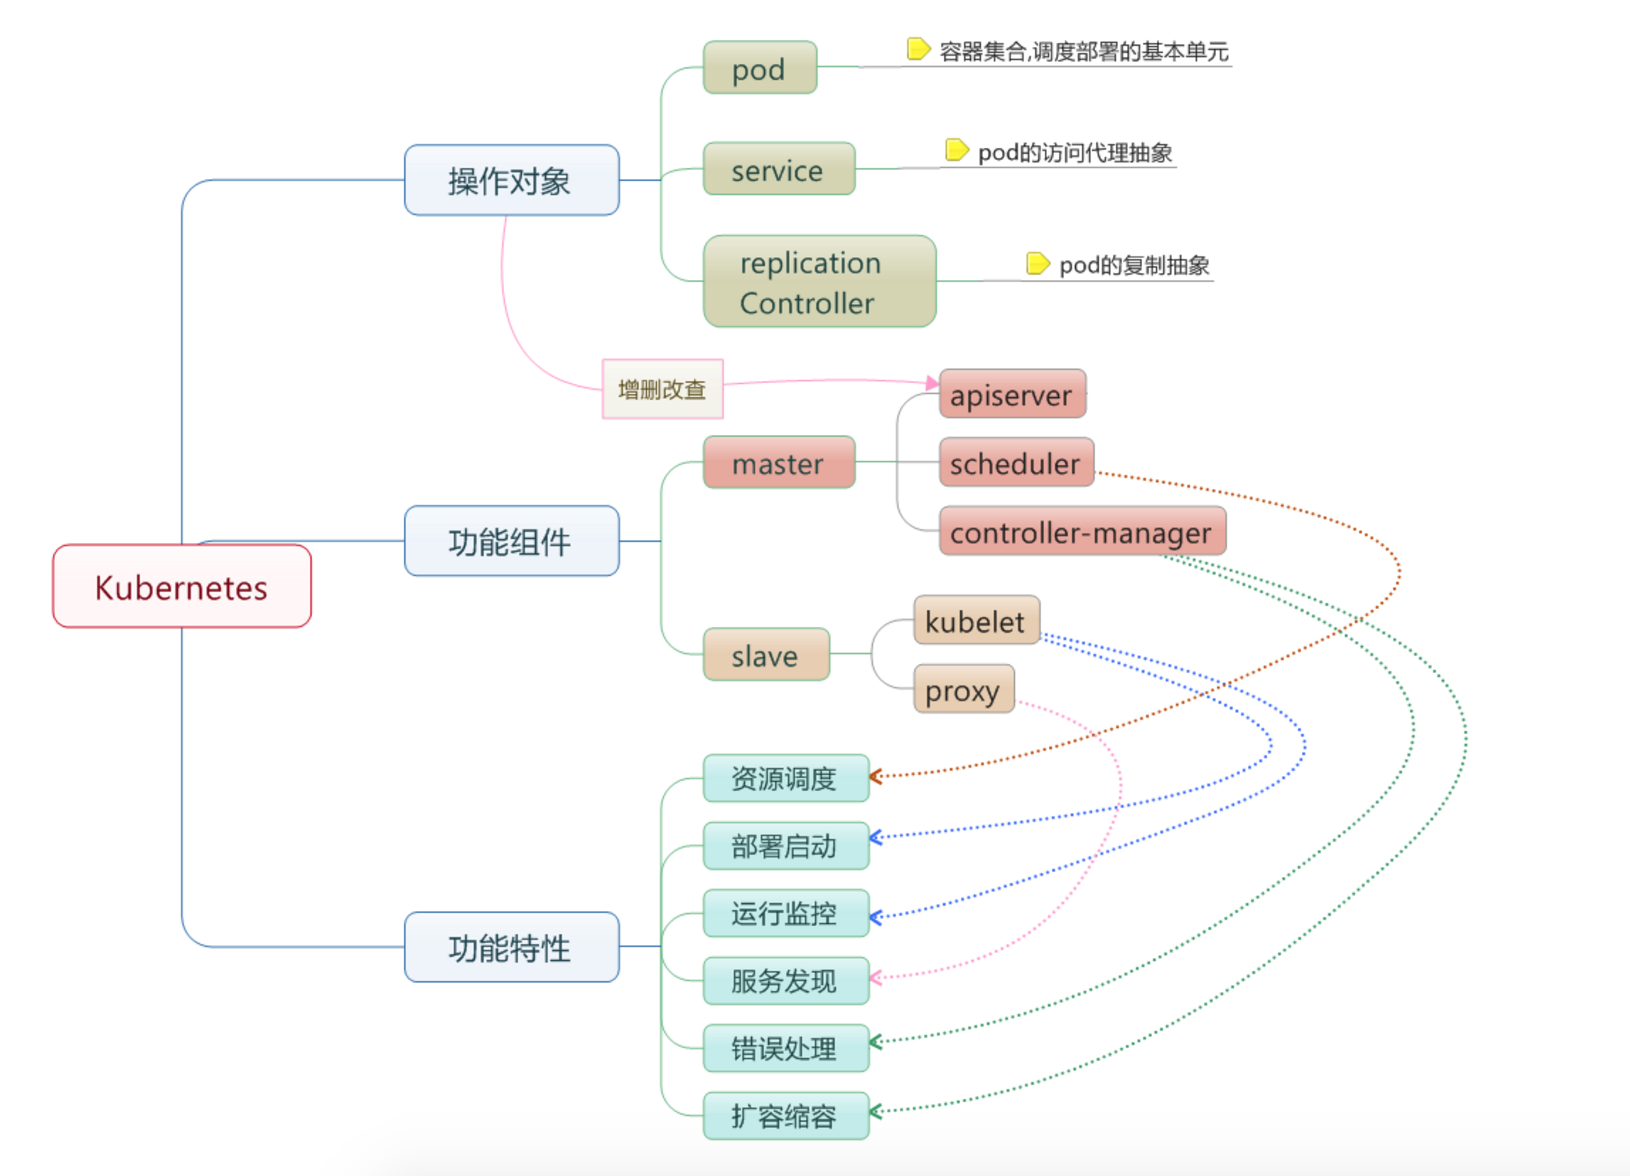 pod
容器集合,调度部署的基本单元
service
pod的访问代理抽象
操作对象
replication
Controller
pod的复制抽象
增删改查
apiserver
master
scheduler
功能组件
controller-manager
Kubernetes
kubelet
slave
proxy
资源调度
部署启动
运行监控
功能特性
服务发现
错误处理
扩容缩容